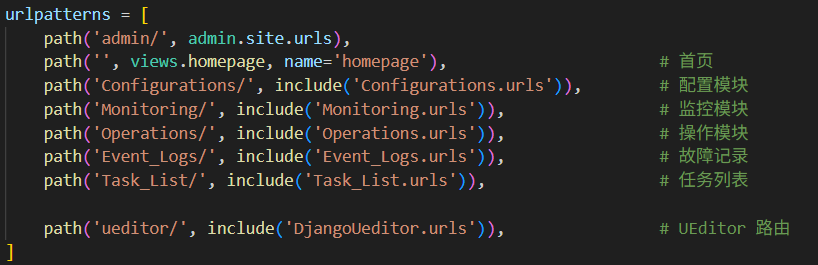 urlpatterns = [
    path('admin/', admin.site.urls),
    path('', views.homepage, name='homepage'),                      # 首页
    path('Configurations/', include('Configurations.urls')),        # 配置模块
    path('Monitoring/', include('Monitoring.urls')),                # 监控模块
    path('Operations/', include('Operations.urls')),                # 操作模块
    path('Event_Logs/', include('Event_Logs.urls')),                # 故障记录
    path('Task_List/', include('Task_List.urls')),                  # 任务列表

    path('ueditor/', include('DjangoUeditor.urls')),                # UEditor 路由
]